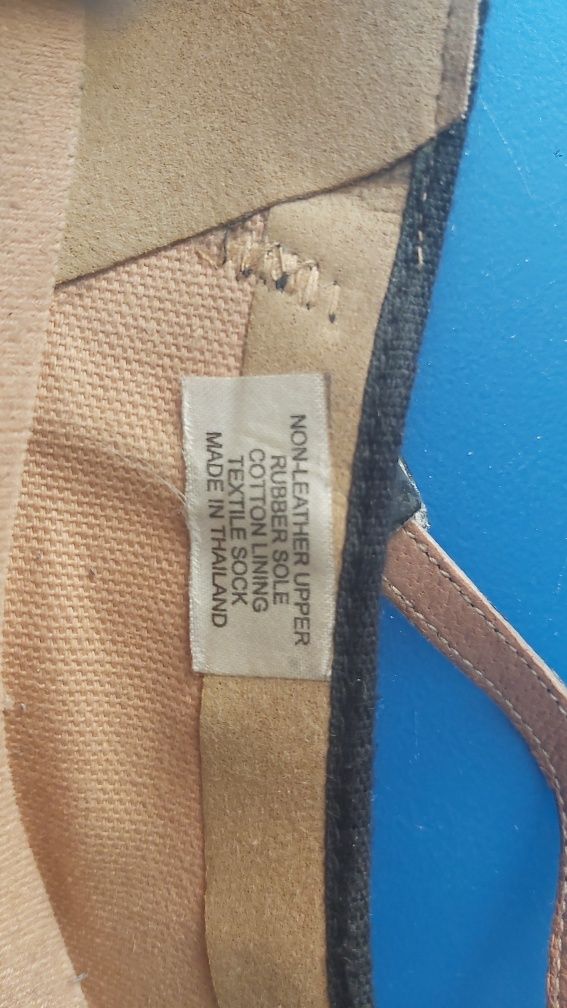 NON-LEATHER UPPER
RUBBER SOLE
COTTON LINING
TEXTILE SOCK
MADE IN THAILAND